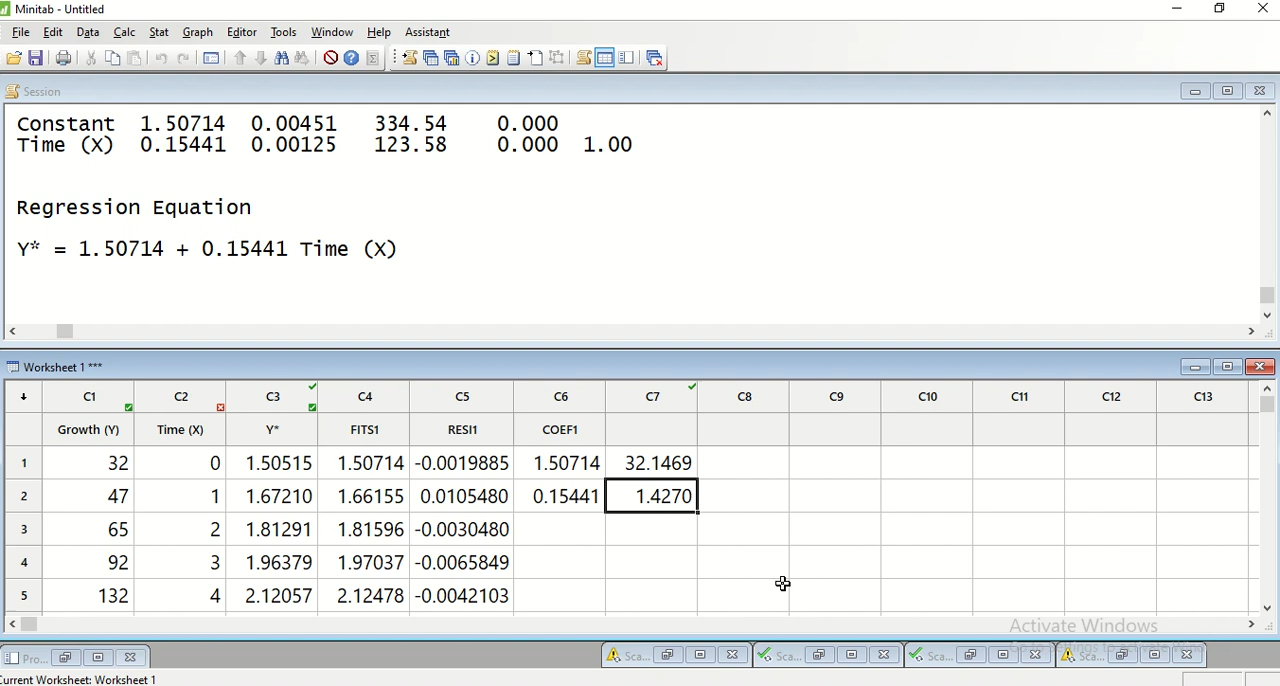 Minitab - Untitled
File Edit Data Calc Stat Graph Editor Tools Window Help Assistant
Session
Constant 1.50714 0.00451 334.54 0.000
Time (X) 0.15441 0.00125 123.58 0.000 1.00
Regression Equation
Y* = 1.50714 + 0.15441 Time (X)
Worksheet 1 ***
C1 C2 C3 C4 C5 C6 C7 C8 C9 C10 C11 C12 C13
Growth (Y) Time (X) Y* FITS1 RESI1 COEF1
1 32 0 1.50515 1.50714 -0.0019885 1.50714 32.1469
2 47 1 1.67210 1.66155 0.0105480 0.15441 1.4270
3 65 2 1.81291 1.81596 -0.0030480
4 92 3 1.96379 1.97037 -0.0065849
5 132 4 2.12057 2.12478 -0.0042103
Activate Windows
Pro... Sca... Sca... Sca... Sca...
Current Worksheet: Worksheet 1